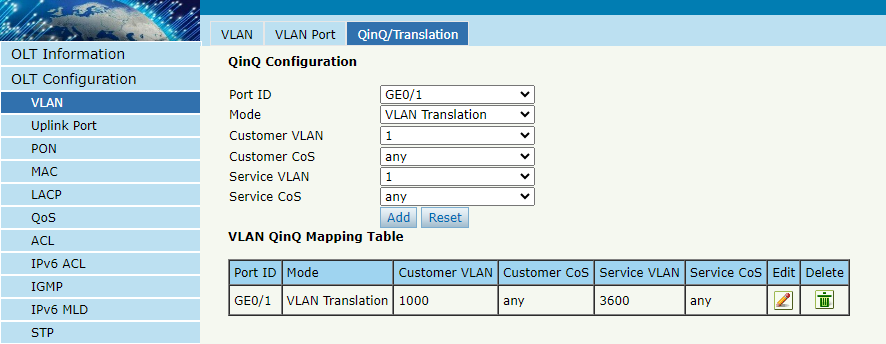 VLAN VLAN Port QinQ/Translation
OLT Information
OLT Configuration
VLAN
Uplink Port
PON
MAC
LACP
QoS
ACL
IPv6 ACL
IGMP
IPv6 MLD
STP
QinQ Configuration
Port ID GE0/1
Mode VLAN Translation
Customer VLAN 1
Customer CoS any
Service VLAN 1
Service CoS any
Add Reset
VLAN QinQ Mapping Table
Port ID Mode Customer VLAN Customer CoS Service VLAN Service CoS Edit Delete
GE0/1 VLAN Translation 1000 any 3600 any